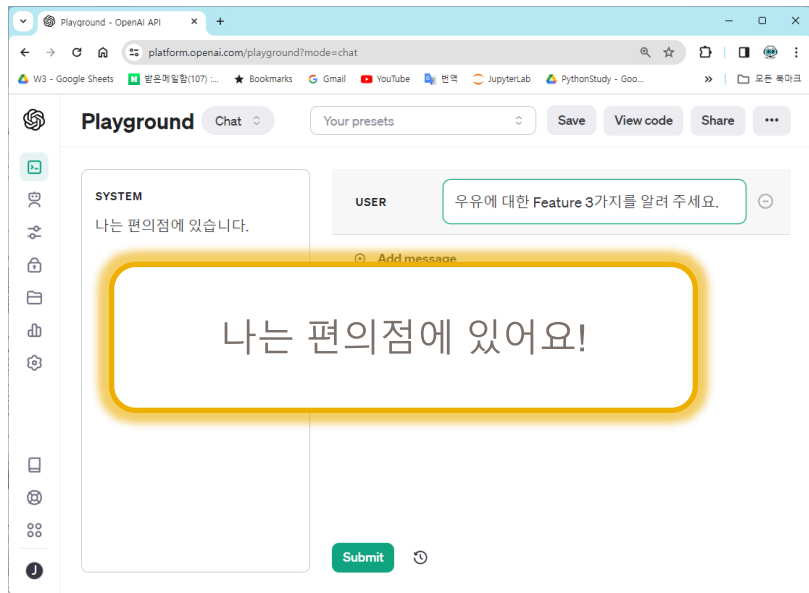 Playground - OpenAI API
platform.openai.com/playground?mode=chat
W3 - Google Sheets 받은메일함(107) :... Bookmarks Gmail YouTube 번역 JupyterLab PythonStudy - Goo... » 모든 북마크
Playground Chat Your presets Save View code Share ...
SYSTEM
나는 편의점에 있습니다.
USER 우유에 대한 Feature 3가지를 알려 주세요.
Add message
나는 편의점에 있어요!
Submit
J